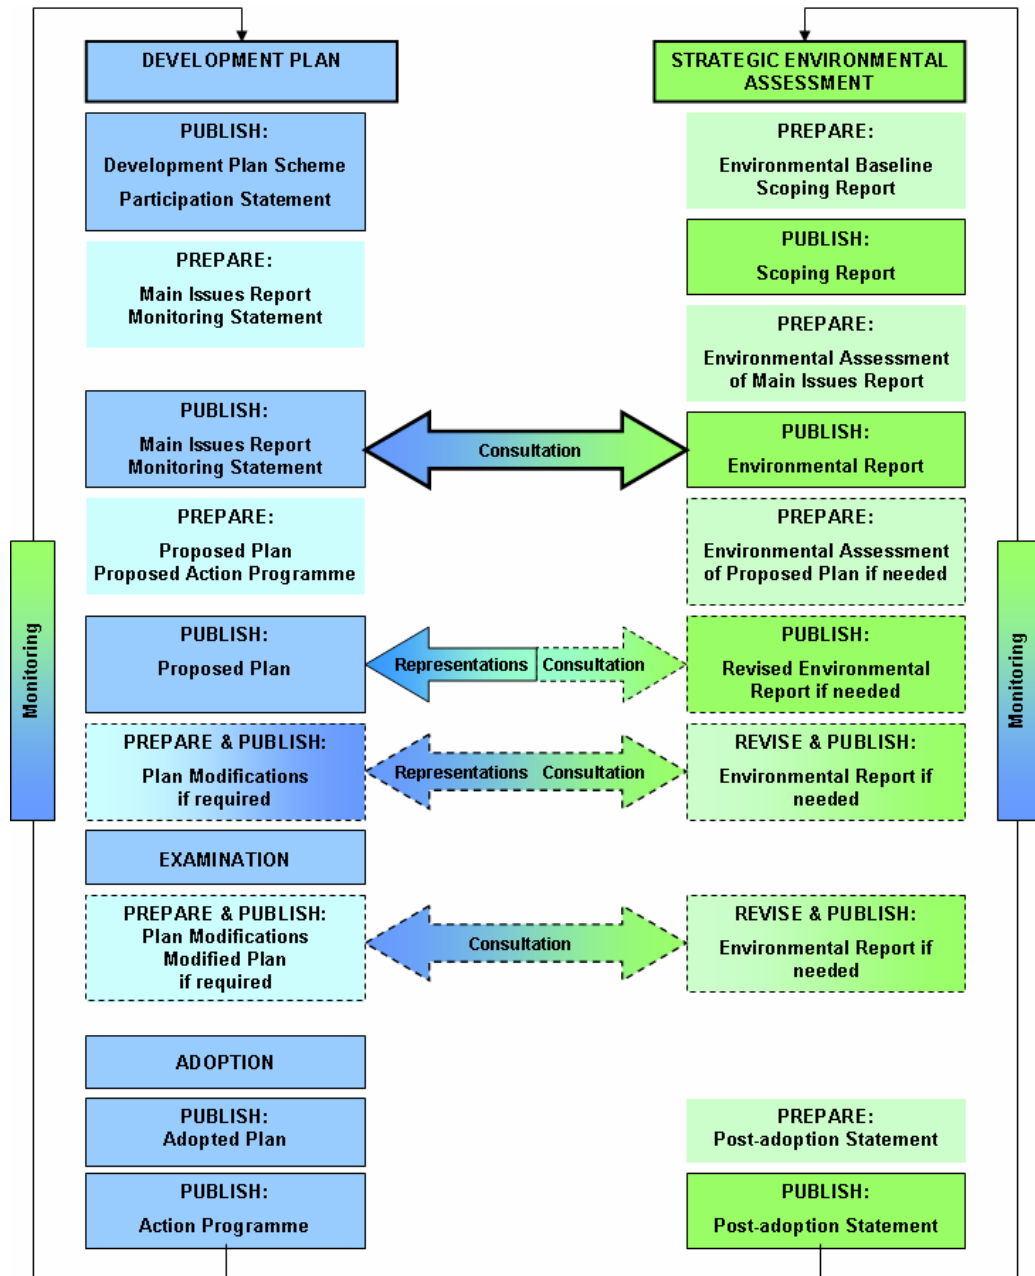 DEVELOPMENT PLAN
STRATEGIC ENVIRONMENTAL
ASSESSMENT
PUBLISH:
Development Plan Scheme
Participation Statement
PREPARE:
Environmental Baseline
Scoping Report
PREPARE:
Main Issues Report
Monitoring Statement
PUBLISH:
Scoping Report
PREPARE:
Environmental Assessment
of Main Issues Report
PUBLISH:
Main Issues Report
Monitoring Statement
Consultation
PUBLISH:
Environmental Report
PREPARE:
Proposed Plan
Proposed Action Programme
PREPARE:
Environmental Assessment
of Proposed Plan if needed
Monitoring
Monitoring
PUBLISH:
Proposed Plan
Representations
Consultation
PUBLISH:
Revised Environmental
Report if needed
PREPARE & PUBLISH:
Plan Modifications
if required
Representations
Consultation
REVISE & PUBLISH:
Environmental Report if
needed
EXAMINATION
PREPARE & PUBLISH:
Plan Modifications
Modified Plan
if required
Consultation
REVISE & PUBLISH:
Environmental Report if
needed
ADOPTION
PUBLISH:
Adopted Plan
PREPARE:
Post-adoption Statement
PUBLISH:
Action Programme
PUBLISH:
Post-adoption Statement